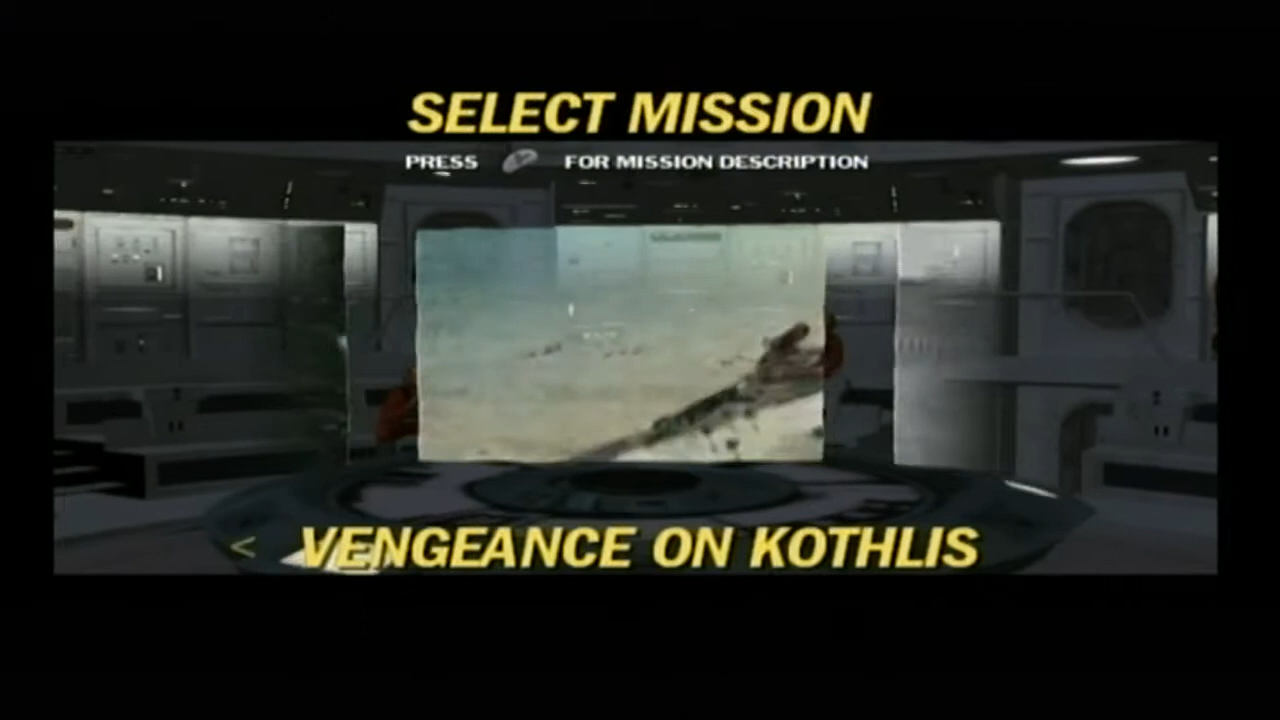 SELECT MISSION
PRESS FOR MISSION DESCRIPTION
< VENGEANCE ON KOTHLIS